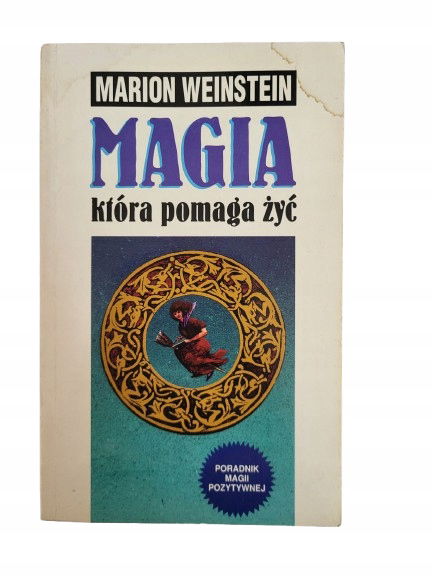 MARION WEINSTEIN
MAGIA
która pomaga żyć
PORADNIK
MAGII
POZYTYWNEJ